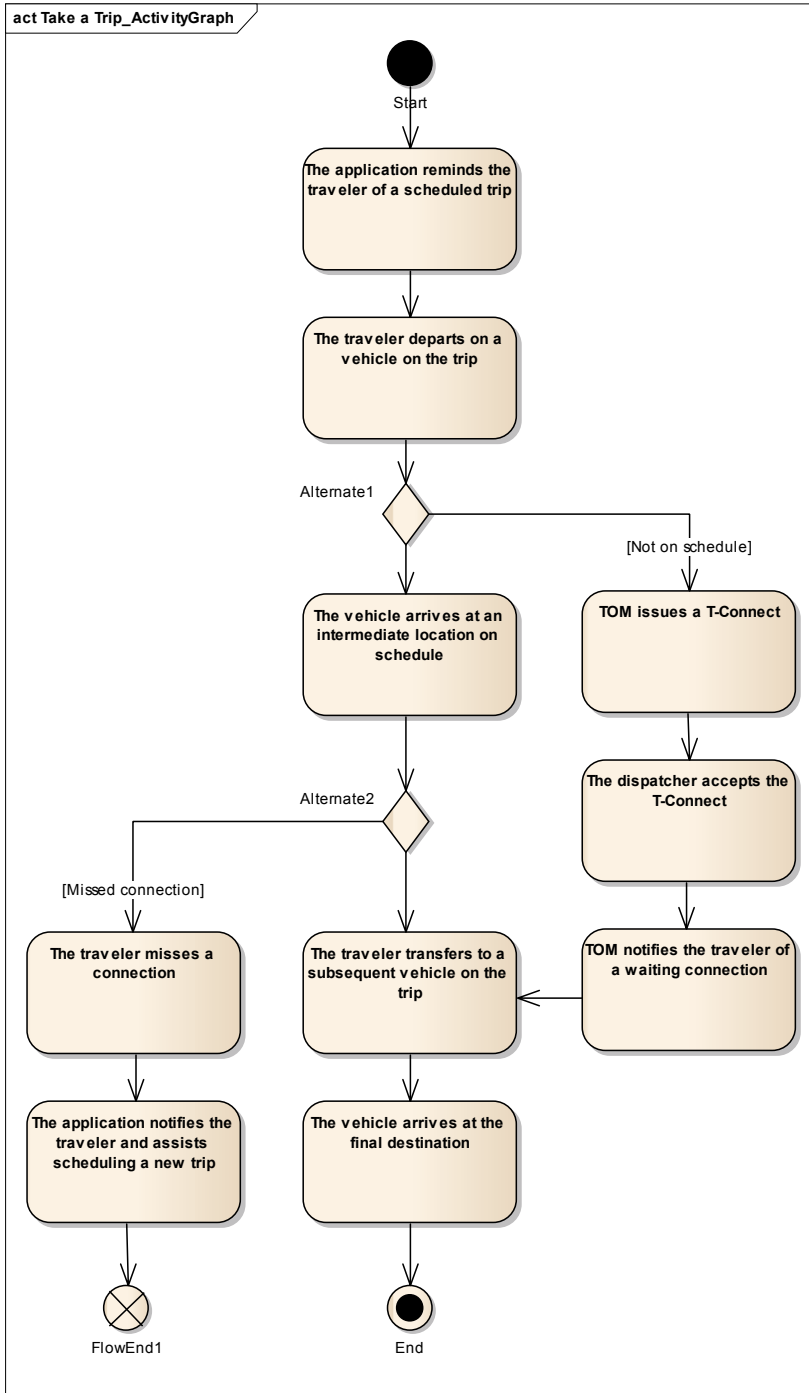 act Take a Trip_ActivityGraph
Start
The application reminds the
traveler of a scheduled trip
The traveler departs on a
vehicle on the trip
Alternate1
[Not on schedule]
The vehicle arrives at an
intermediate location on
schedule
TOM issues a T-Connect
The dispatcher accepts the
T-Connect
Alternate2
[Missed connection]
The traveler misses a
connection
The traveler transfers to a
subsequent vehicle on the
trip
TOM notifies the traveler of
a waiting connection
The application notifies the
traveler and assists
scheduling a new trip
The vehicle arrives at the
final destination
FlowEnd1
End